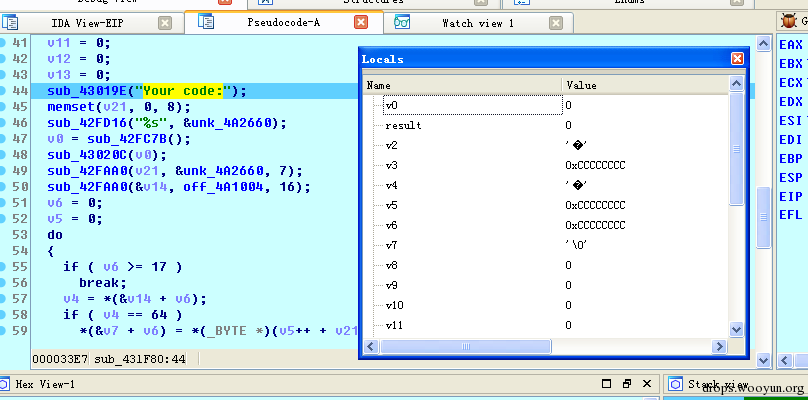 Debug View
Structures
Enums
IDA View-EIP
Pseudocode-A
Watch view 1
G
41 v11 = 0;
42 v12 = 0;
43 v13 = 0;
44 sub_43019E("Your code:");
45 memset(v21, 0, 8);
46 sub_42FD16("%s", &unk_4A2660);
47 v0 = sub_42FC7B();
48 sub_43020C(v0);
49 sub_42FAA0(v21, &unk_4A2660, 7);
50 sub_42FAA0(&v14, off_4A1004, 16);
51 v6 = 0;
52 v5 = 0;
53 do
54 {
55 if ( v6 >= 17 )
56 break;
57 v4 = *(&v14 + v6);
58 if ( v4 == 64 )
59 *(&v7 + v6) = *(_BYTE *)(v5++ + v21
000033E7 sub_431F80:44
Locals
Name Value
v0 0
result 0
v2 '�'
v3 0xCCCCCCCC
v4 '�'
v5 0xCCCCCCCC
v6 0xCCCCCCCC
v7 '\0'
v8 0
v9 0
v10 0
v11 0
EAX
EBX
ECX
EDX
ESI
EDI
EBP
ESP
EIP
EFL
Hex View-1
Stack view
drops.wooyun.org